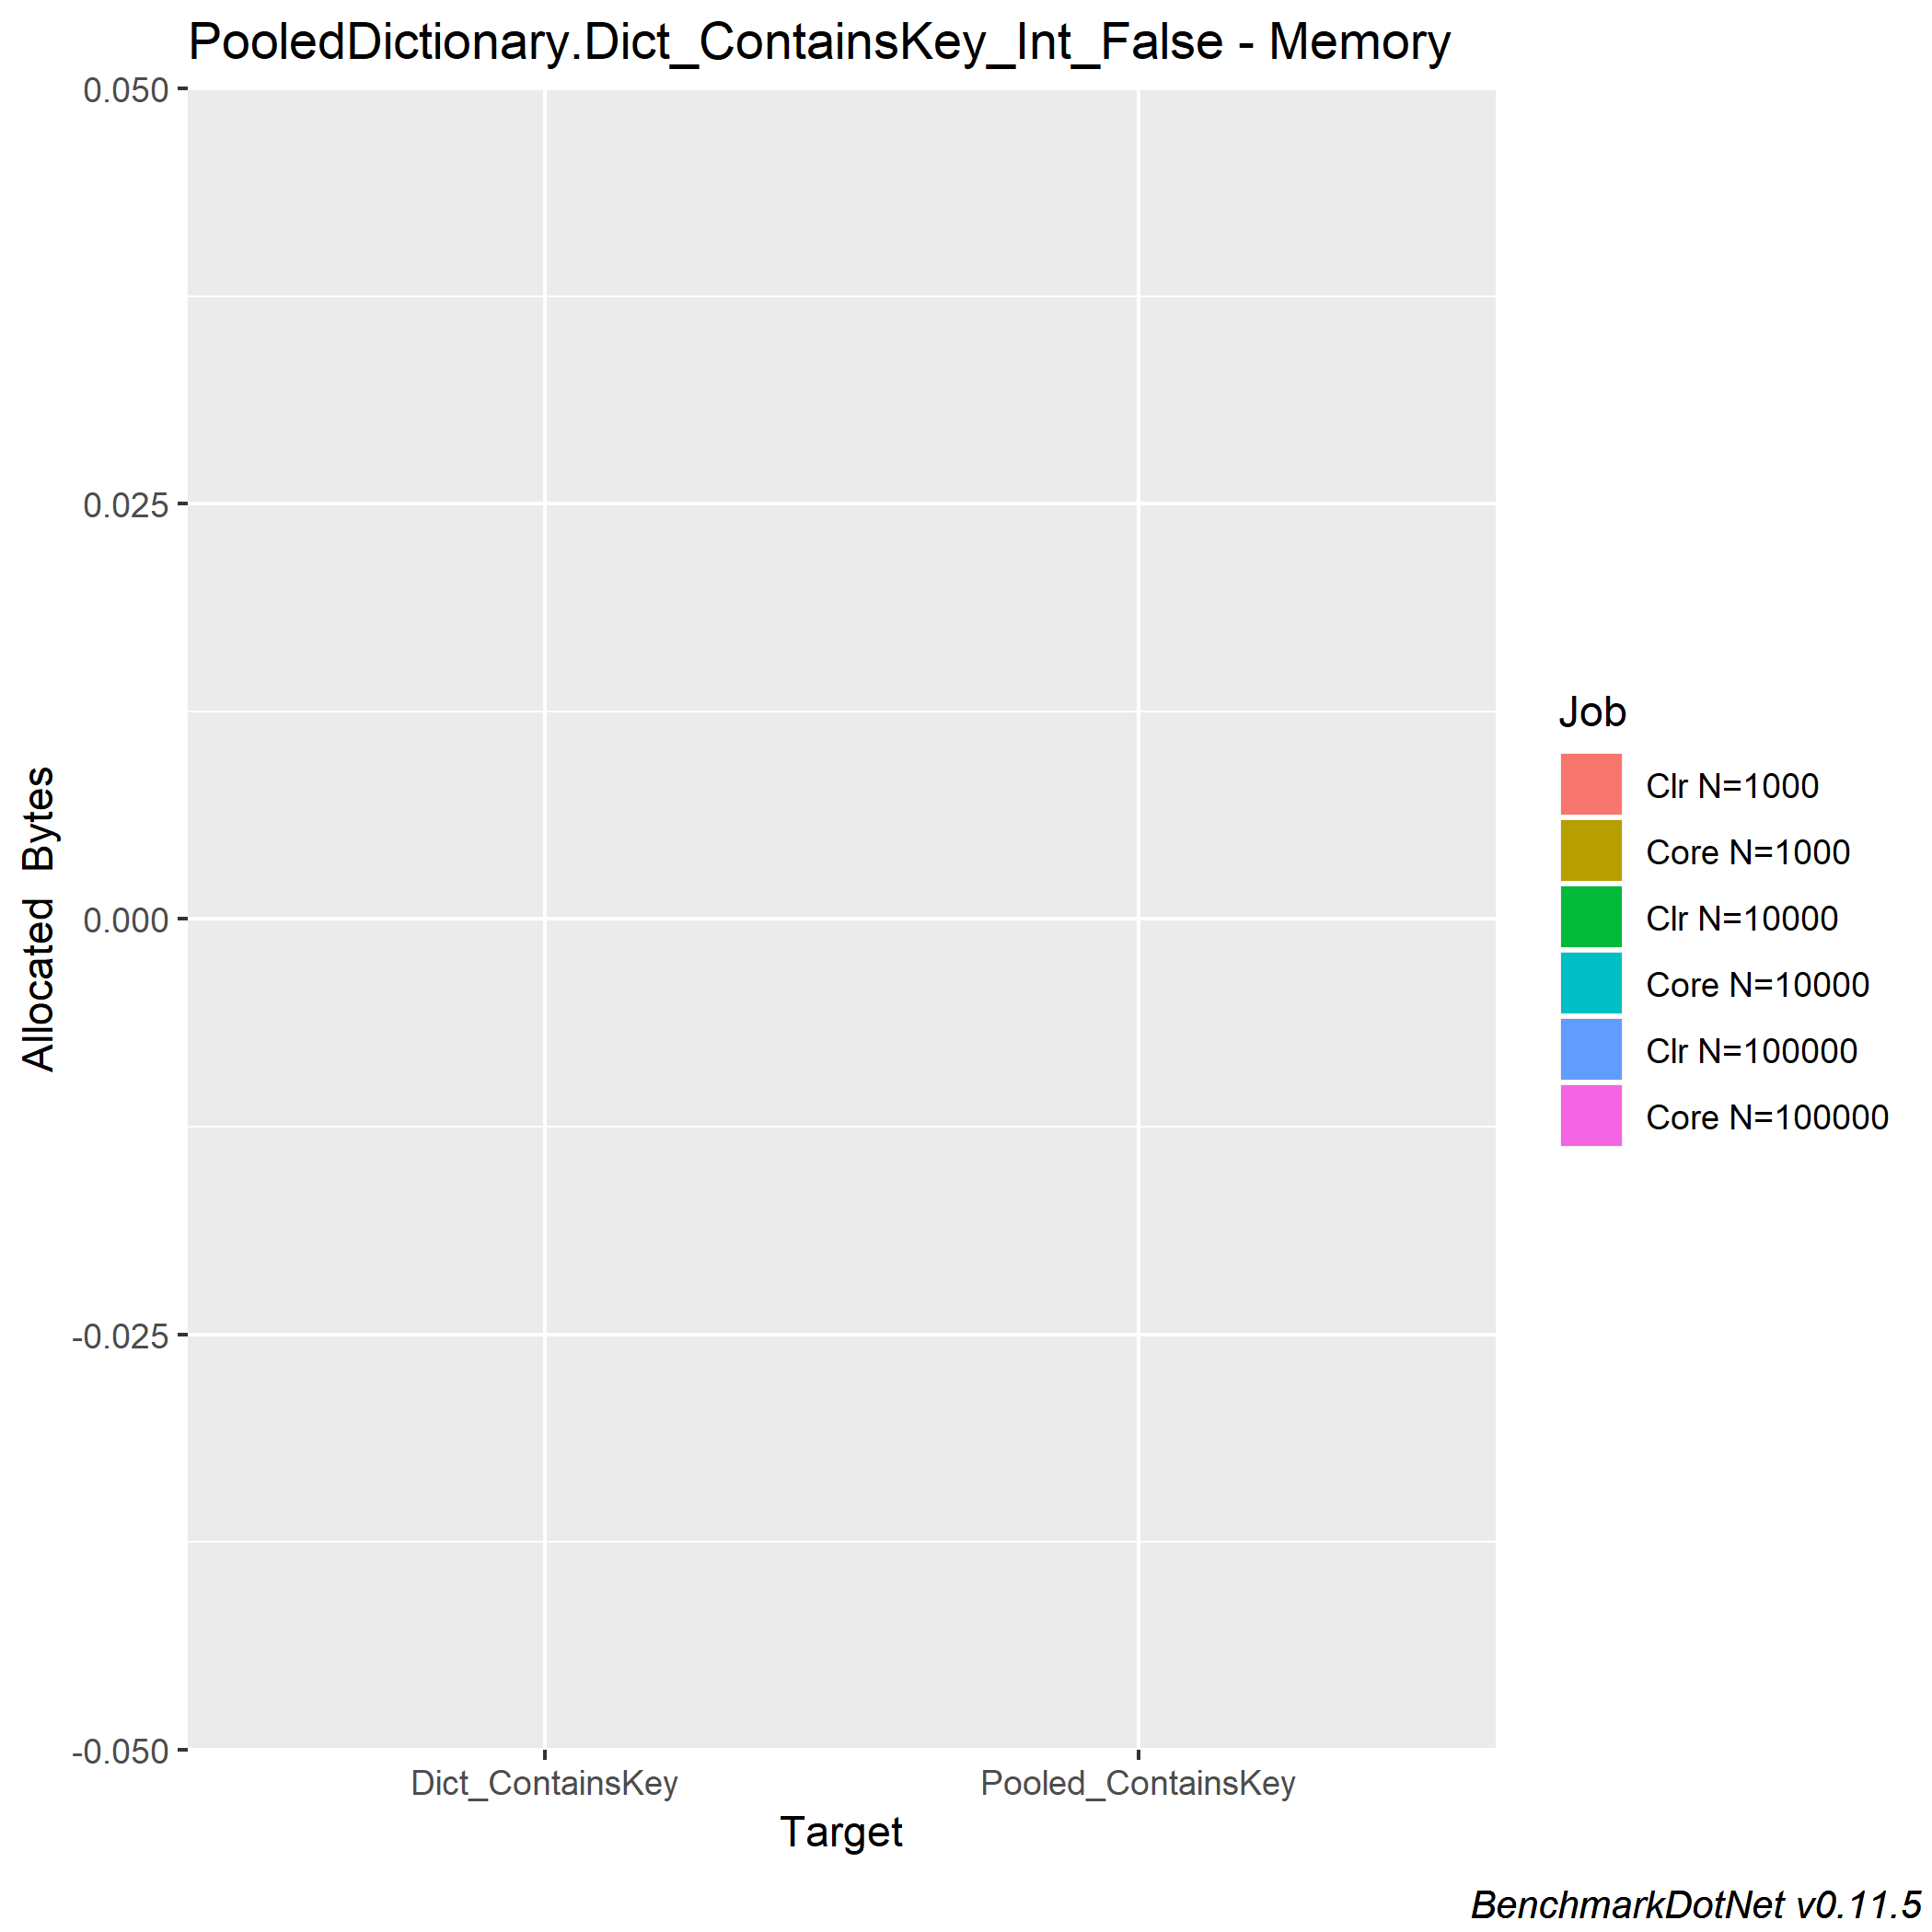 PooledDictionary.Dict_ContainsKey_Int_False - Memory
0.050
0.025
0.000
-0.025
-0.050
Allocated Bytes
Dict_ContainsKey
Pooled_ContainsKey
Target
Job
Clr N=1000
Core N=1000
Clr N=10000
Core N=10000
Clr N=100000
Core N=100000
BenchmarkDotNet v0.11.5